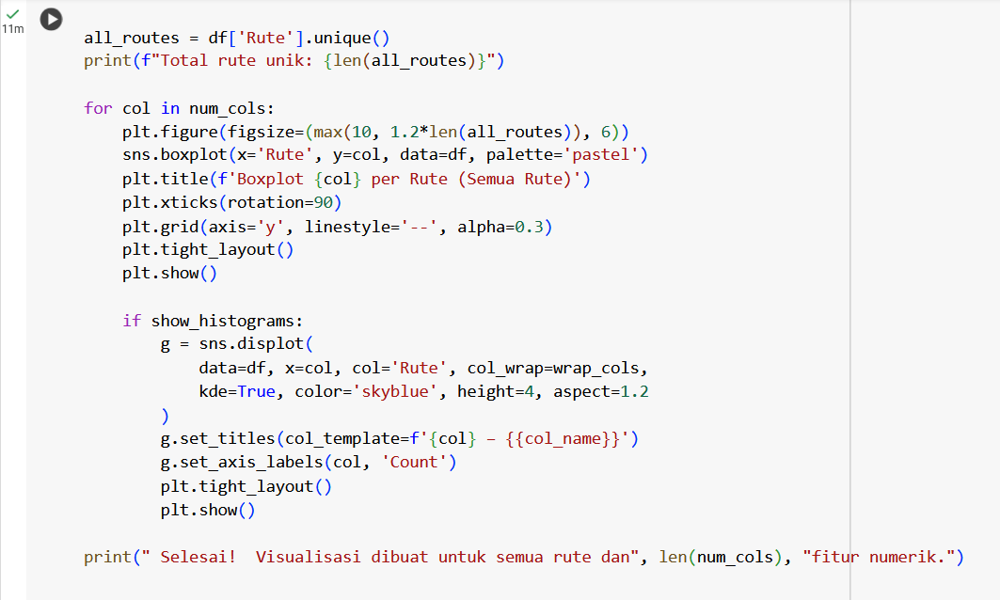 11m
all_routes = df['Rute'].unique()
print(f"Total rute unik: {len(all_routes)}")
for col in num_cols:
    plt.figure(figsize=(max(10, 1.2*len(all_routes)), 6))
    sns.boxplot(x='Rute', y=col, data=df, palette='pastel')
    plt.title(f'Boxplot {col} per Rute (Semua Rute)')
    plt.xticks(rotation=90)
    plt.grid(axis='y', linestyle='--', alpha=0.3)
    plt.tight_layout()
    plt.show()
    if show_histograms:
        g = sns.displot(
            data=df, x=col, col='Rute', col_wrap=wrap_cols,
            kde=True, color='skyblue', height=4, aspect=1.2
        )
        g.set_titles(col_template=f'{col} – {{col_name}}')
        g.set_axis_labels(col, 'Count')
        plt.tight_layout()
        plt.show()
print(" Selesai!  Visualisasi dibuat untuk semua rute dan", len(num_cols), "fitur numerik.")